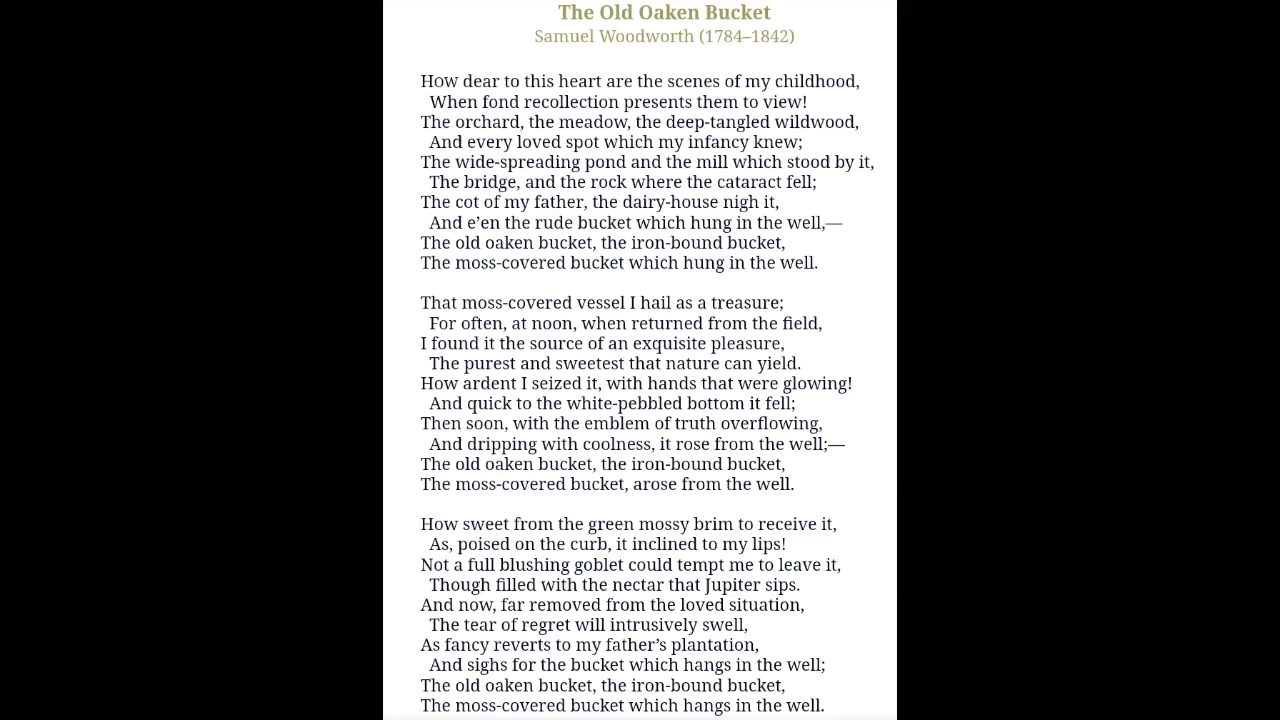 The Old Oaken Bucket
Samuel Woodworth (1784–1842)
HOW dear to this heart are the scenes of my childhood,
When fond recollection presents them to view!
The orchard, the meadow, the deep-tangled wildwood,
And every loved spot which my infancy knew;
The wide-spreading pond and the mill which stood by it,
The bridge, and the rock where the cataract fell;
The cot of my father, the dairy-house nigh it,
And e’en the rude bucket which hung in the well,—
The old oaken bucket, the iron-bound bucket,
The moss-covered bucket which hung in the well.
That moss-covered vessel I hail as a treasure;
For often, at noon, when returned from the field,
I found it the source of an exquisite pleasure,
The purest and sweetest that nature can yield.
How ardent I seized it, with hands that were glowing!
And quick to the white-pebbled bottom it fell;
Then soon, with the emblem of truth overflowing,
And dripping with coolness, it rose from the well;—
The old oaken bucket, the iron-bound bucket,
The moss-covered bucket, arose from the well.
How sweet from the green mossy brim to receive it,
As, poised on the curb, it inclined to my lips!
Not a full blushing goblet could tempt me to leave it,
Though filled with the nectar that Jupiter sips.
And now, far removed from the loved situation,
The tear of regret will intrusively swell,
As fancy reverts to my father’s plantation,
And sighs for the bucket which hangs in the well;
The old oaken bucket, the iron-bound bucket,
The moss-covered bucket which hangs in the well.